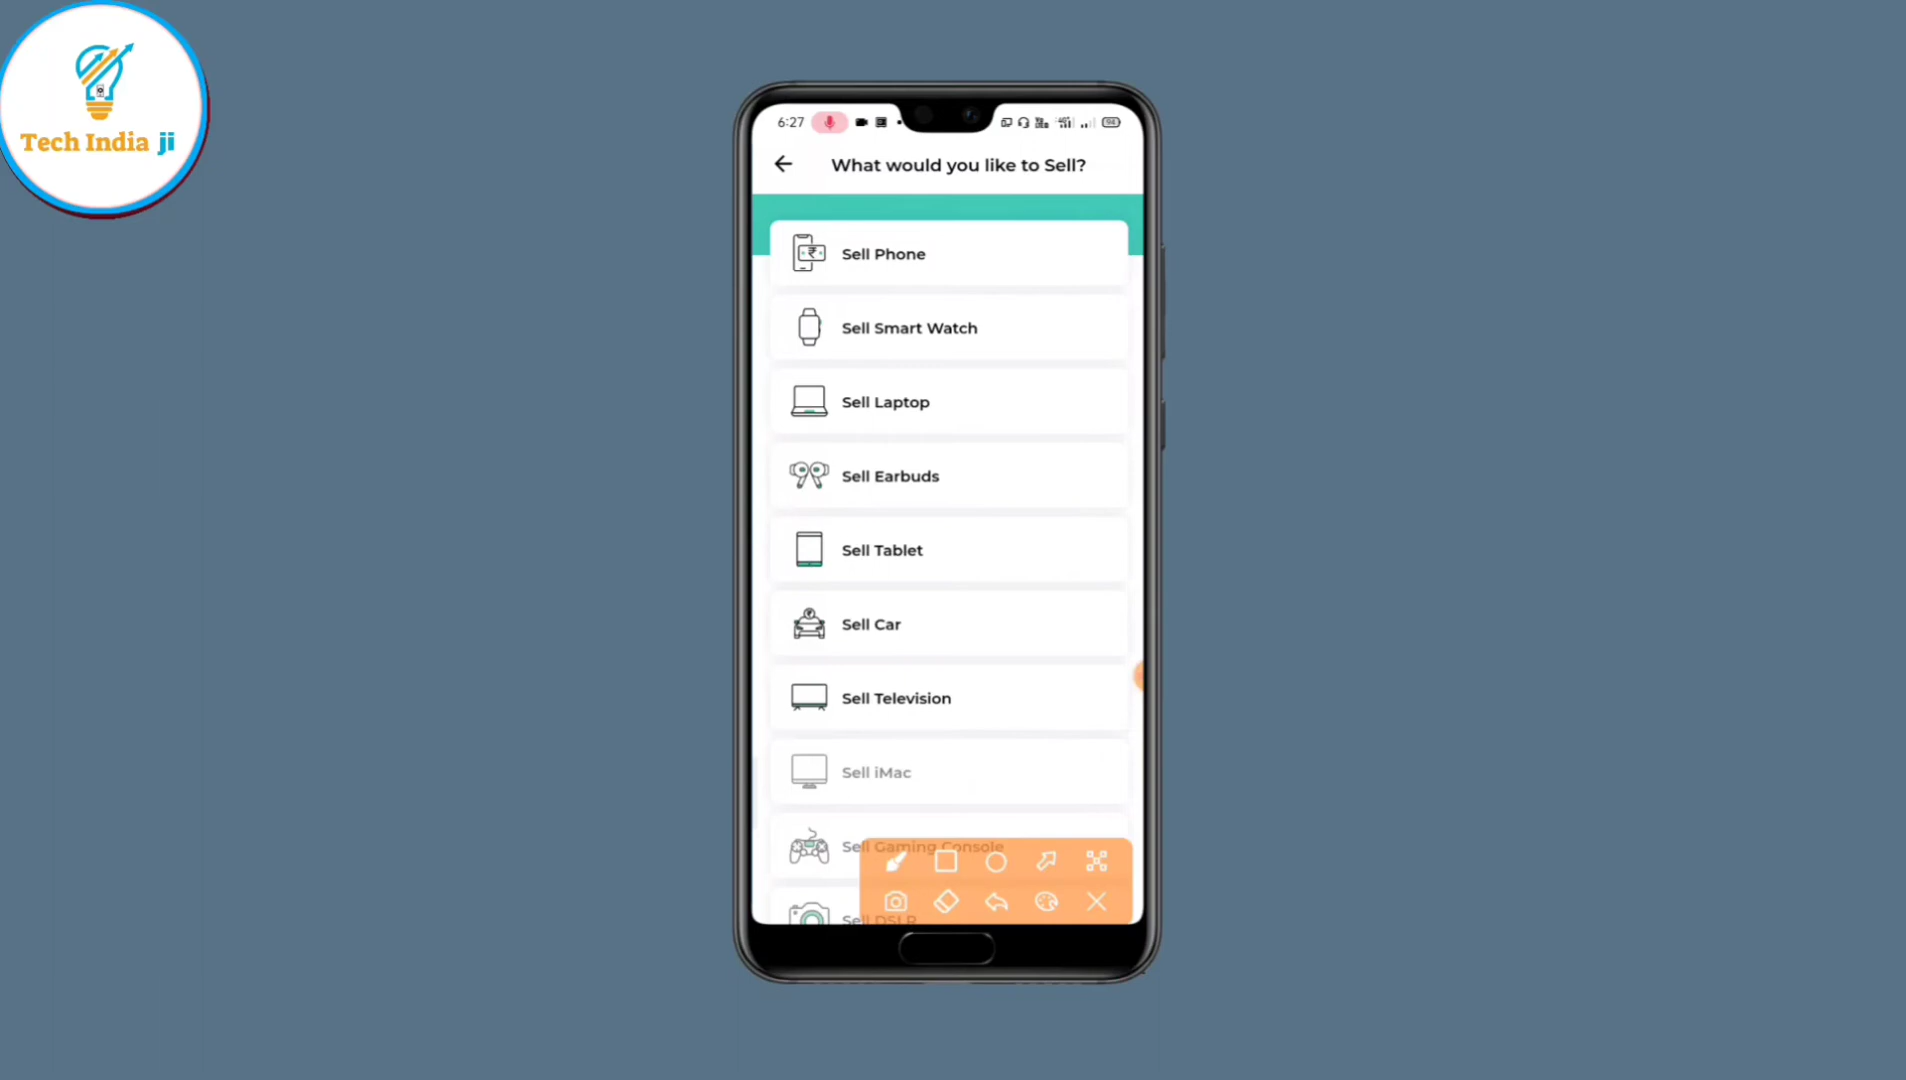 Tech India ji
6:27
94
What would you like to Sell?
Sell Phone
Sell Smart Watch
Sell Laptop
Sell Earbuds
Sell Tablet
Sell Car
Sell Television
Sell iMac
Sell Gaming Console
Sell DSLR